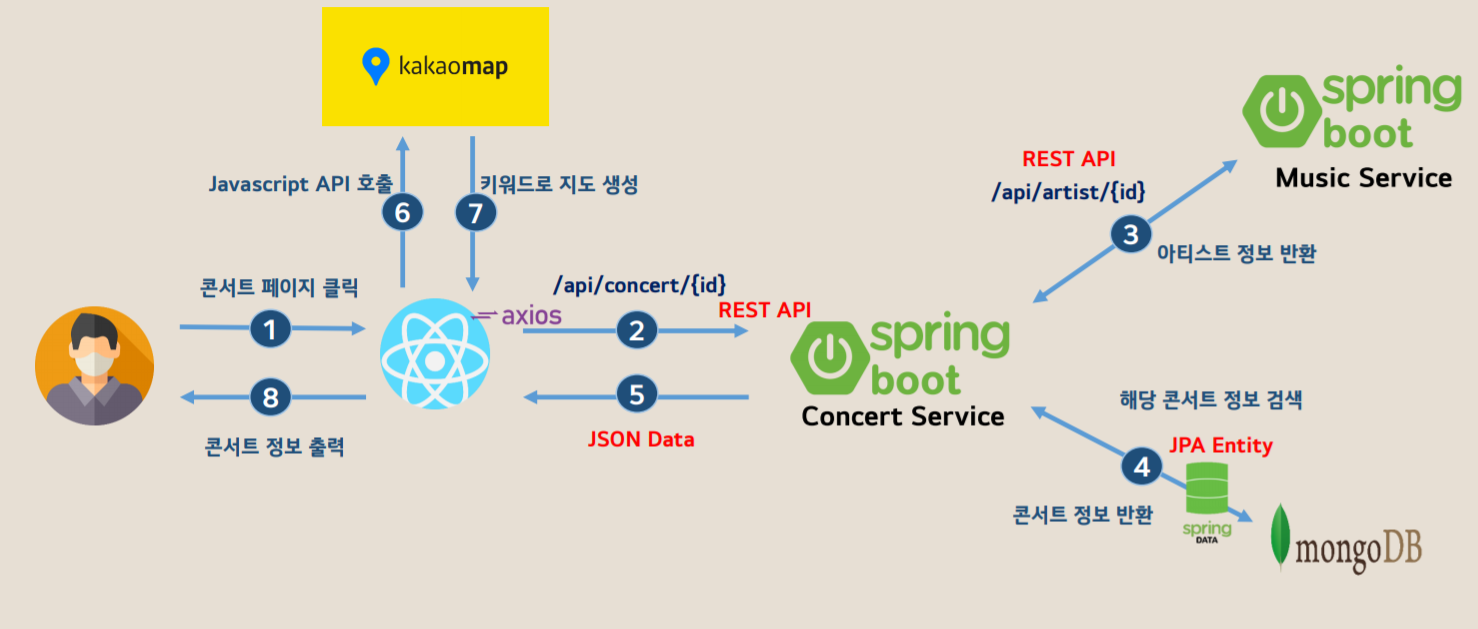 kakaomap
Javascript API 호출
6
7
키워드로 지도 생성
콘서트 페이지 클릭
1
axios
/api/concert/{id}
REST API
2
5
JSON Data
8
콘서트 정보 출력
spring
boot
Concert Service
REST API
/api/artist/{id}
3
아티스트 정보 반환
spring
boot
Music Service
해당 콘서트 정보 검색
JPA Entity
4
콘서트 정보 반환
spring
DATA
mongoDB